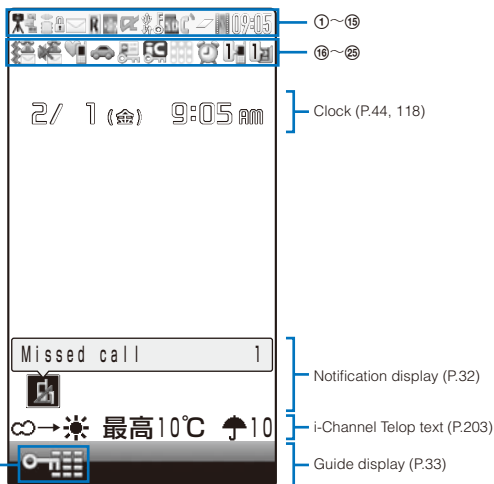 R 09:05 ①〜⑮
⑯〜㉕
2/ 1(金) 9:05 AM Clock (P.44, 118)
Missed call 1
Notification display (P.32)
→ 最高10℃ 10 i-Channel Telop text (P.203)
Guide display (P.33)